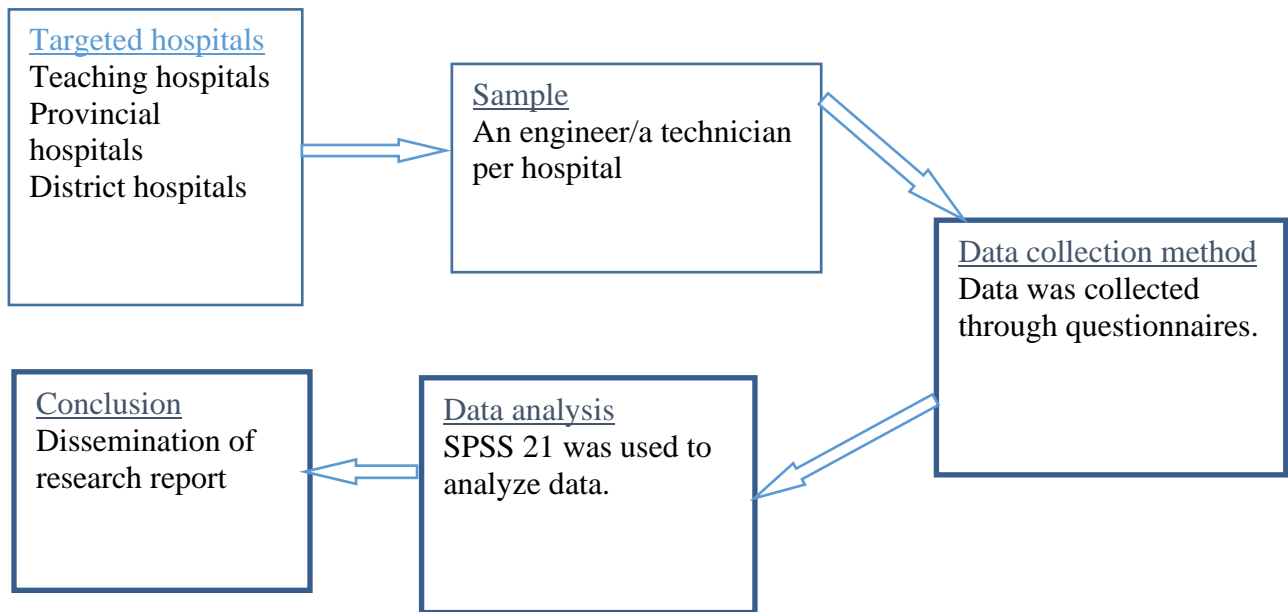 Targeted hospitals
Teaching hospitals
Provincial
hospitals
District hospitals
Sample
An engineer/a technician
per hospital
Data collection method
Data was collected
through questionnaires.
Data analysis
SPSS 21 was used to
analyze data.
Conclusion
Dissemination of
research report